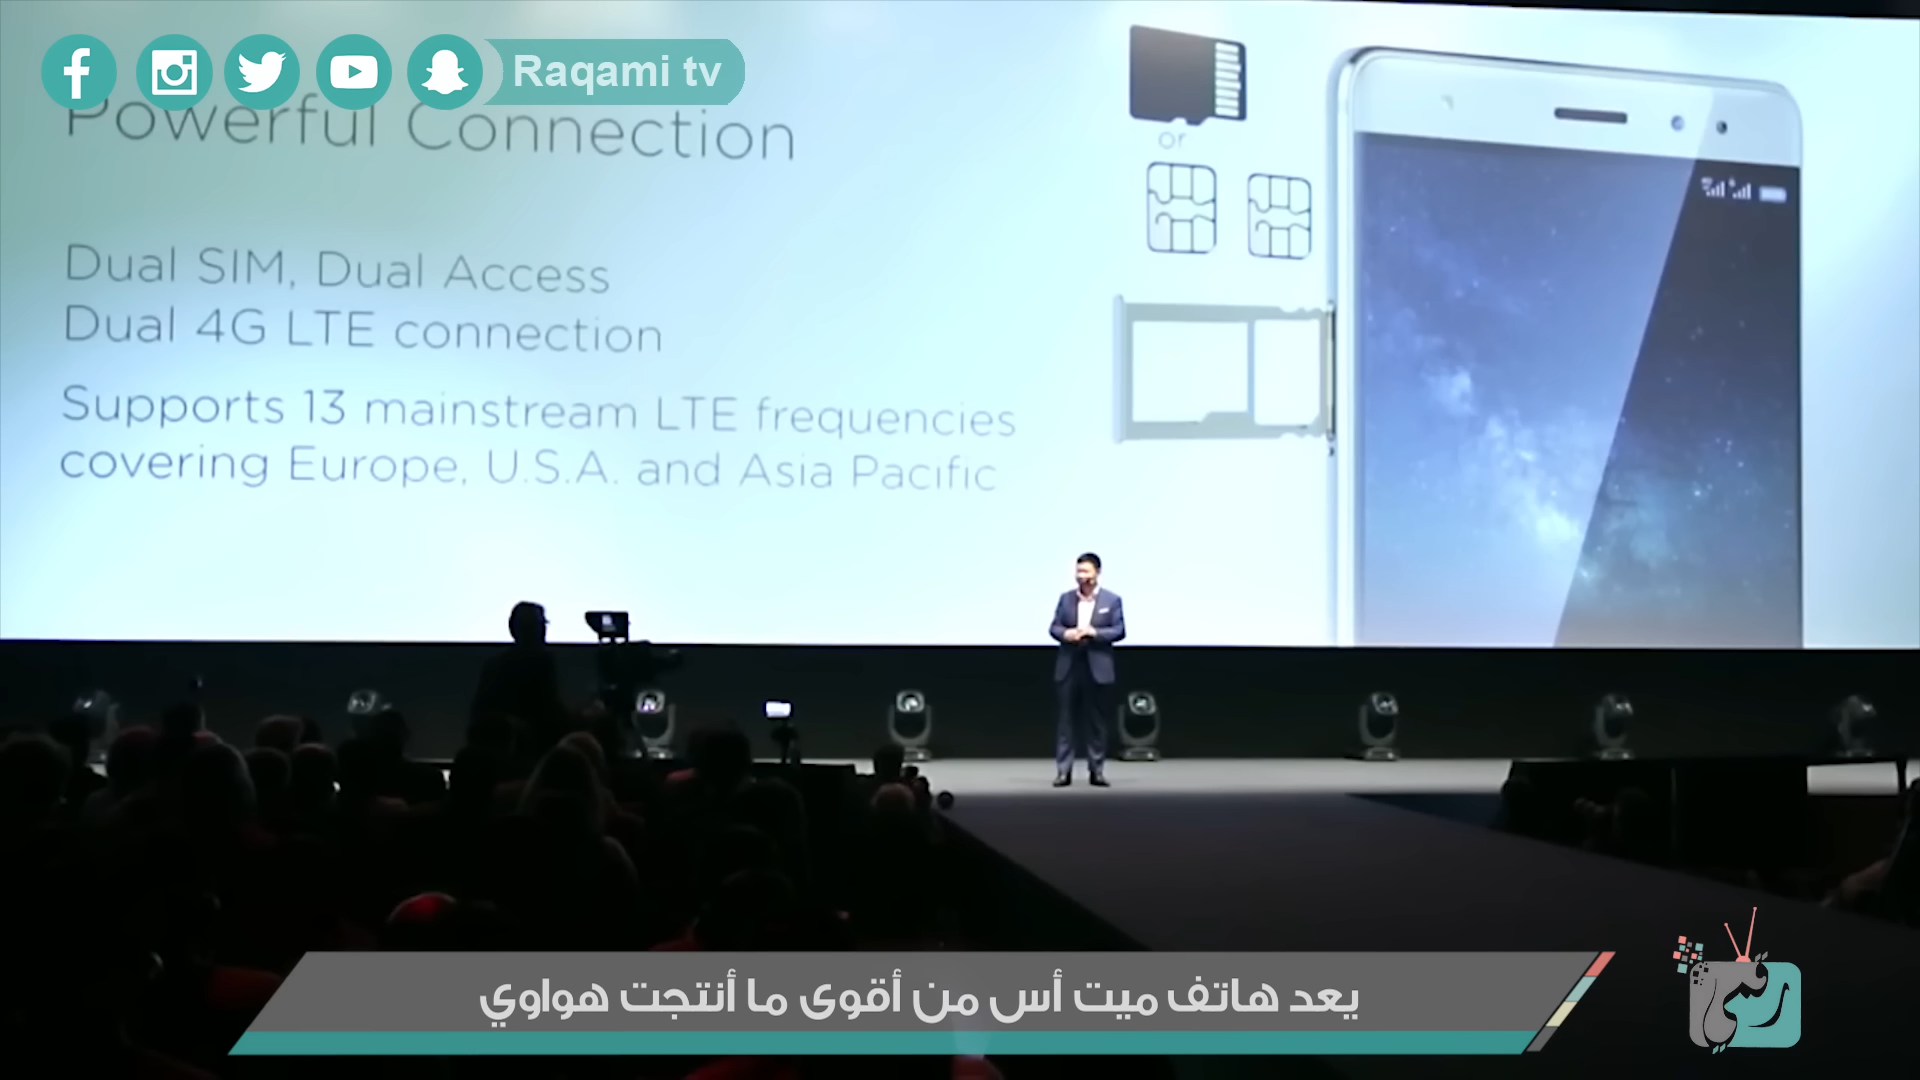 Raqami tv
Powerful Connection
or
Dual SIM, Dual Access
Dual 4G LTE connection
Supports 13 mainstream LTE frequencies
covering Europe, U.S.A. and Asia Pacific
يعد هاتف ميت أس من أقوى ما أنتجت هواوي
رقمي